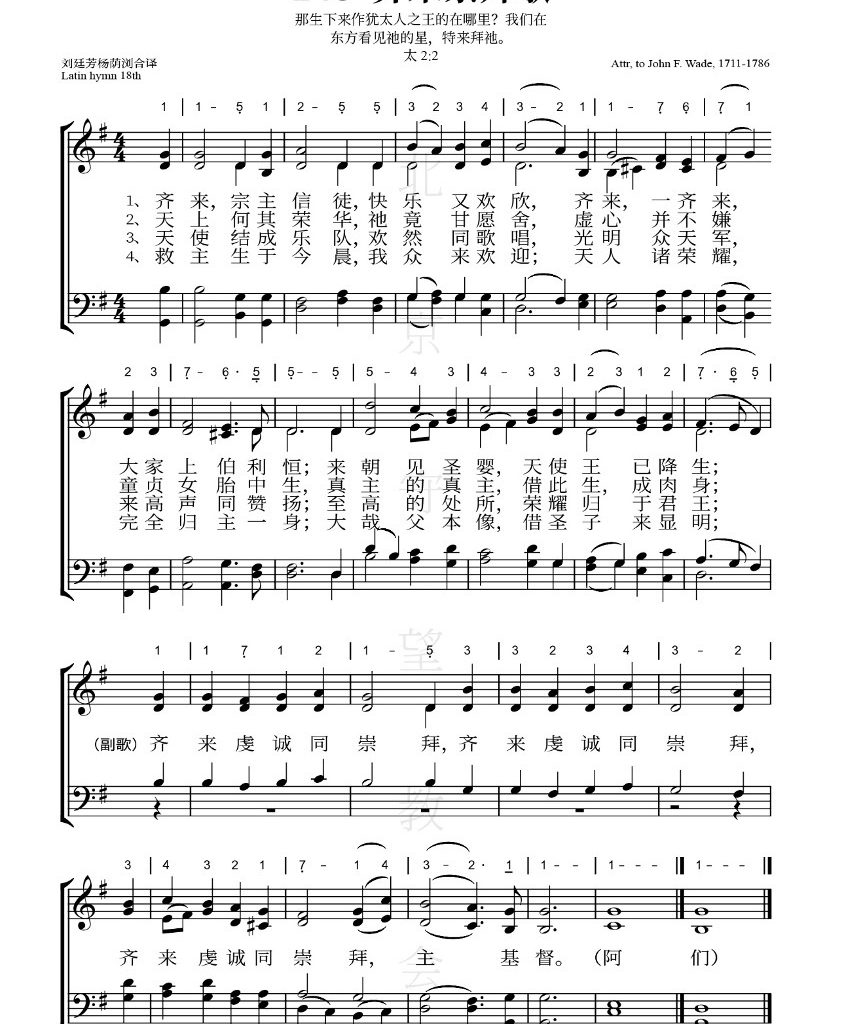 那生下来作犹太人之王的在哪里？我们在
东方看见祂的星，特来拜祂。
太 2:2
刘廷芳杨荫浏合译
Latin hymn 18th
Attr, to John F. Wade, 1711-1786
1 | 1 - 5 1 | 2 - 5 5 | 3 2 3 4 | 3 - 2 1 | 1 - 7 6 | 7 1
1、齐 来，宗 主 信 徒，快 乐 又 欢 欣， 齐 来， 一 齐 来，
2、天 上 何 其 荣 华，祂 竟 甘 愿 舍， 虚 心 并 不 嫌
3、天 使 结 成 乐 队，欢 然 同 歌 唱， 光 明 众 天 军，
4、救 主 生 于 今 晨，我 众 来 欢 迎； 天 人 诸 荣 耀，
2 3 | 7 - 6 · 5 | 5 - - 5 | 5 - 4 3 | 4 - 3 3 | 2 3 1 2 | 7 · 6 5 |
大 家 上 伯 利 恒；来 朝 见 圣 婴，天 使 王 已 降 生；
童 贞 女 胎 中 生，真 主 的 真 主，借 此 生，成 肉 身；
来 高 声 同 赞 扬；至 高 的 处 所，荣 耀 归 于 君 王；
完 全 归 主 一 身；大 哉 父 本 像，借 圣 子 来 显 明；
1 | 1 7 1 2 | 1 - 5 | 3 2 3 4 | 3 - 2 |
（副歌）齐 来 虔 诚 同 崇 拜，齐 来 虔 诚 同 崇 拜，
3 | 4 3 2 1 | 7 - 1 4 | 3 - 2 · 1 | 1 - - | 1 - - || 1 - - ||
齐 来 虔 诚 同 崇 拜， 主 基 督。（阿 们）
北
京
守
望
教
会